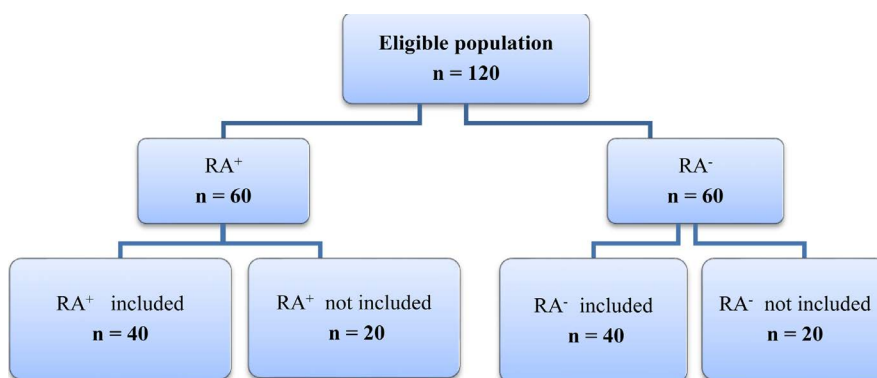 Eligible population
n = 120
RA⁺
n = 60
RA⁻
n = 60
RA⁺ included
n = 40
RA⁺ not included
n = 20
RA⁻ included
n = 40
RA⁻ not included
n = 20